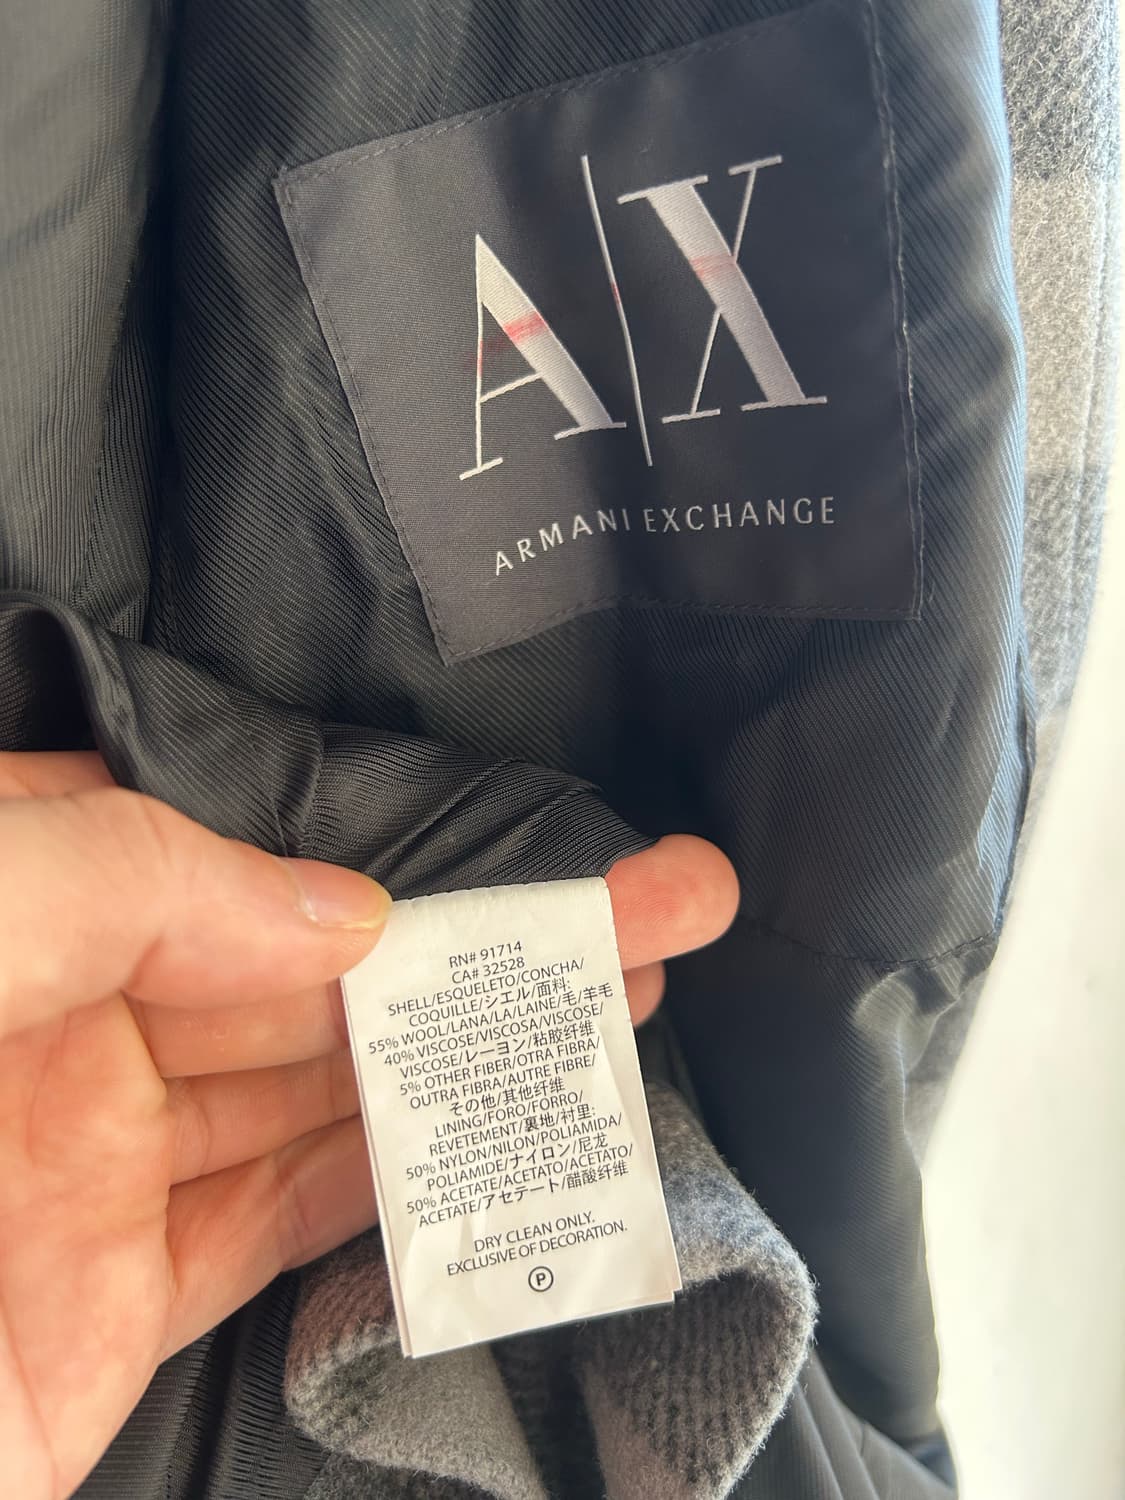 A|X
ARMANI EXCHANGE
RN# 91714
CA# 32528
SHELL/ESQUELETO/CONCHA/
COQUILLE/シエル/面料:
55% WOOL/LANA/LA/LAINE/毛/羊毛
40% VISCOSE/VISCOSA/VISCOSE/
VISCOSE/レーヨン/粘胶纤维
5% OTHER FIBER/OTRA FIBRA/
OUTRA FIBRA/AUTRE FIBRE/
その他/其他纤维
LINING/FORO/FORRO/
REVETEMENT/裏地/衬里:
50% NYLON/NILON/POLIAMIDA/
POLIAMIDE/ナイロン/尼龙
50% ACETATE/ACETATO/ACETATO/
ACETATE/アセテート/醋酸纤维
DRY CLEAN ONLY.
EXCLUSIVE OF DECORATION.
P